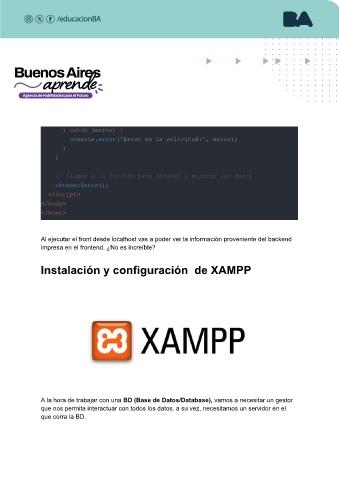 /educacionBA
BA
Buenos Aires
aprende
Agencia de Habilidades para el Futuro
} catch (error) {
console.error('Error en la solicitud:', error);
}
}
// Llamar a la función para obtener y mostrar los datos
obtenerDatos();
</script>
</body>
</html>
Al ejecutar el front desde localhost vas a poder ver la información proveniente del backend
impresa en el frontend. ¿No es increíble?
Instalación y configuración  de XAMPP
XAMPP
A la hora de trabajar con una BD (Base de Datos/Database), vamos a necesitar un gestor
que nos permita interactuar con todos los datos. a su vez, necesitamos un servidor en el
que corra la BD.